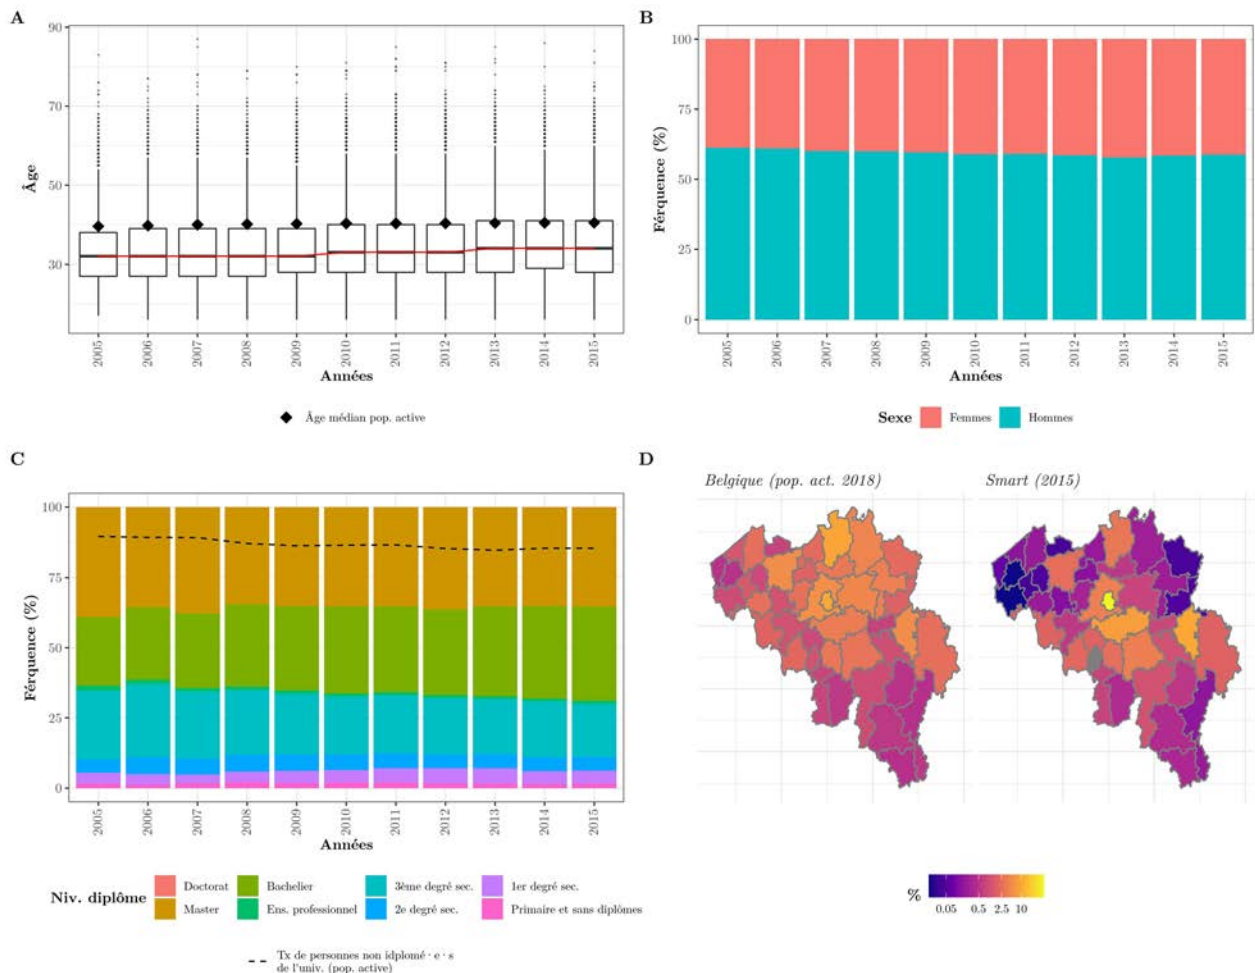 A
90
70
50
30
Âge
2005
2006
2007
2008
2009
2010
2011
2012
2013
2014
2015
Années
Âge médian pop. active
B
100
75
50
25
0
Férquence (%)
2005
2006
2007
2008
2009
2010
2011
2012
2013
2014
2015
Années
Sexe
Femmes
Hommes
C
100
75
50
25
0
Férquence (%)
2005
2006
2007
2008
2009
2010
2011
2012
2013
2014
2015
Années
Niv. diplôme
Doctorat
Bachelier
3ème degré sec.
1er degré sec.
Master
Ens. professionnel
2e degré sec.
Primaire et sans diplômes
Tx de personnes non idplomé · e · s
de l'univ. (pop. active)
D
Belgique (pop. act. 2018)
Smart (2015)
%
0.05
0.5
2.5
10